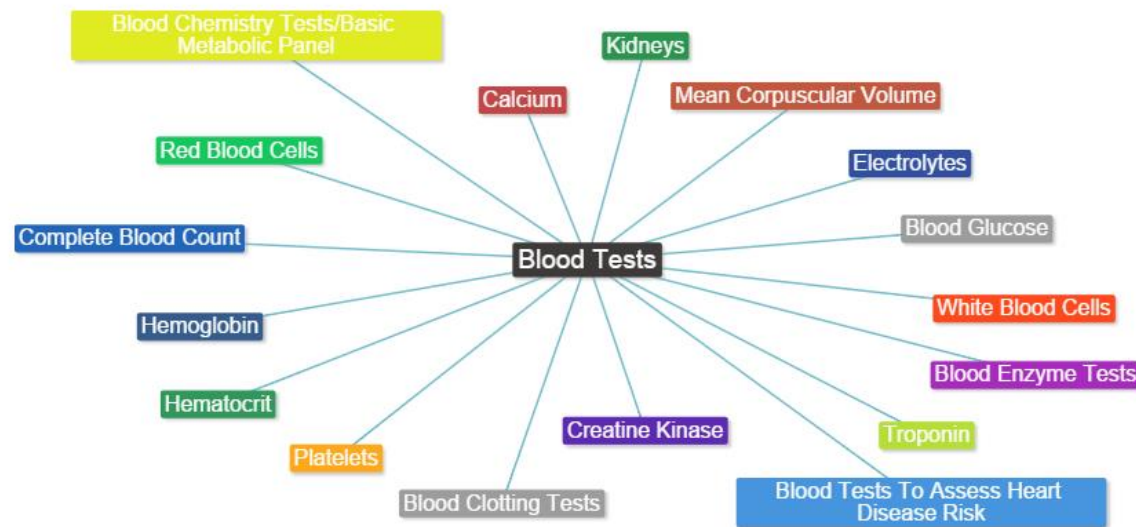 Blood Chemistry Tests/Basic
Metabolic Panel
Kidneys
Calcium
Mean Corpuscular Volume
Red Blood Cells
Electrolytes
Complete Blood Count
Blood Glucose
Blood Tests
Hemoglobin
White Blood Cells
Blood Enzyme Tests
Hematocrit
Creatine Kinase
Troponin
Platelets
Blood Clotting Tests
Blood Tests To Assess Heart
Disease Risk